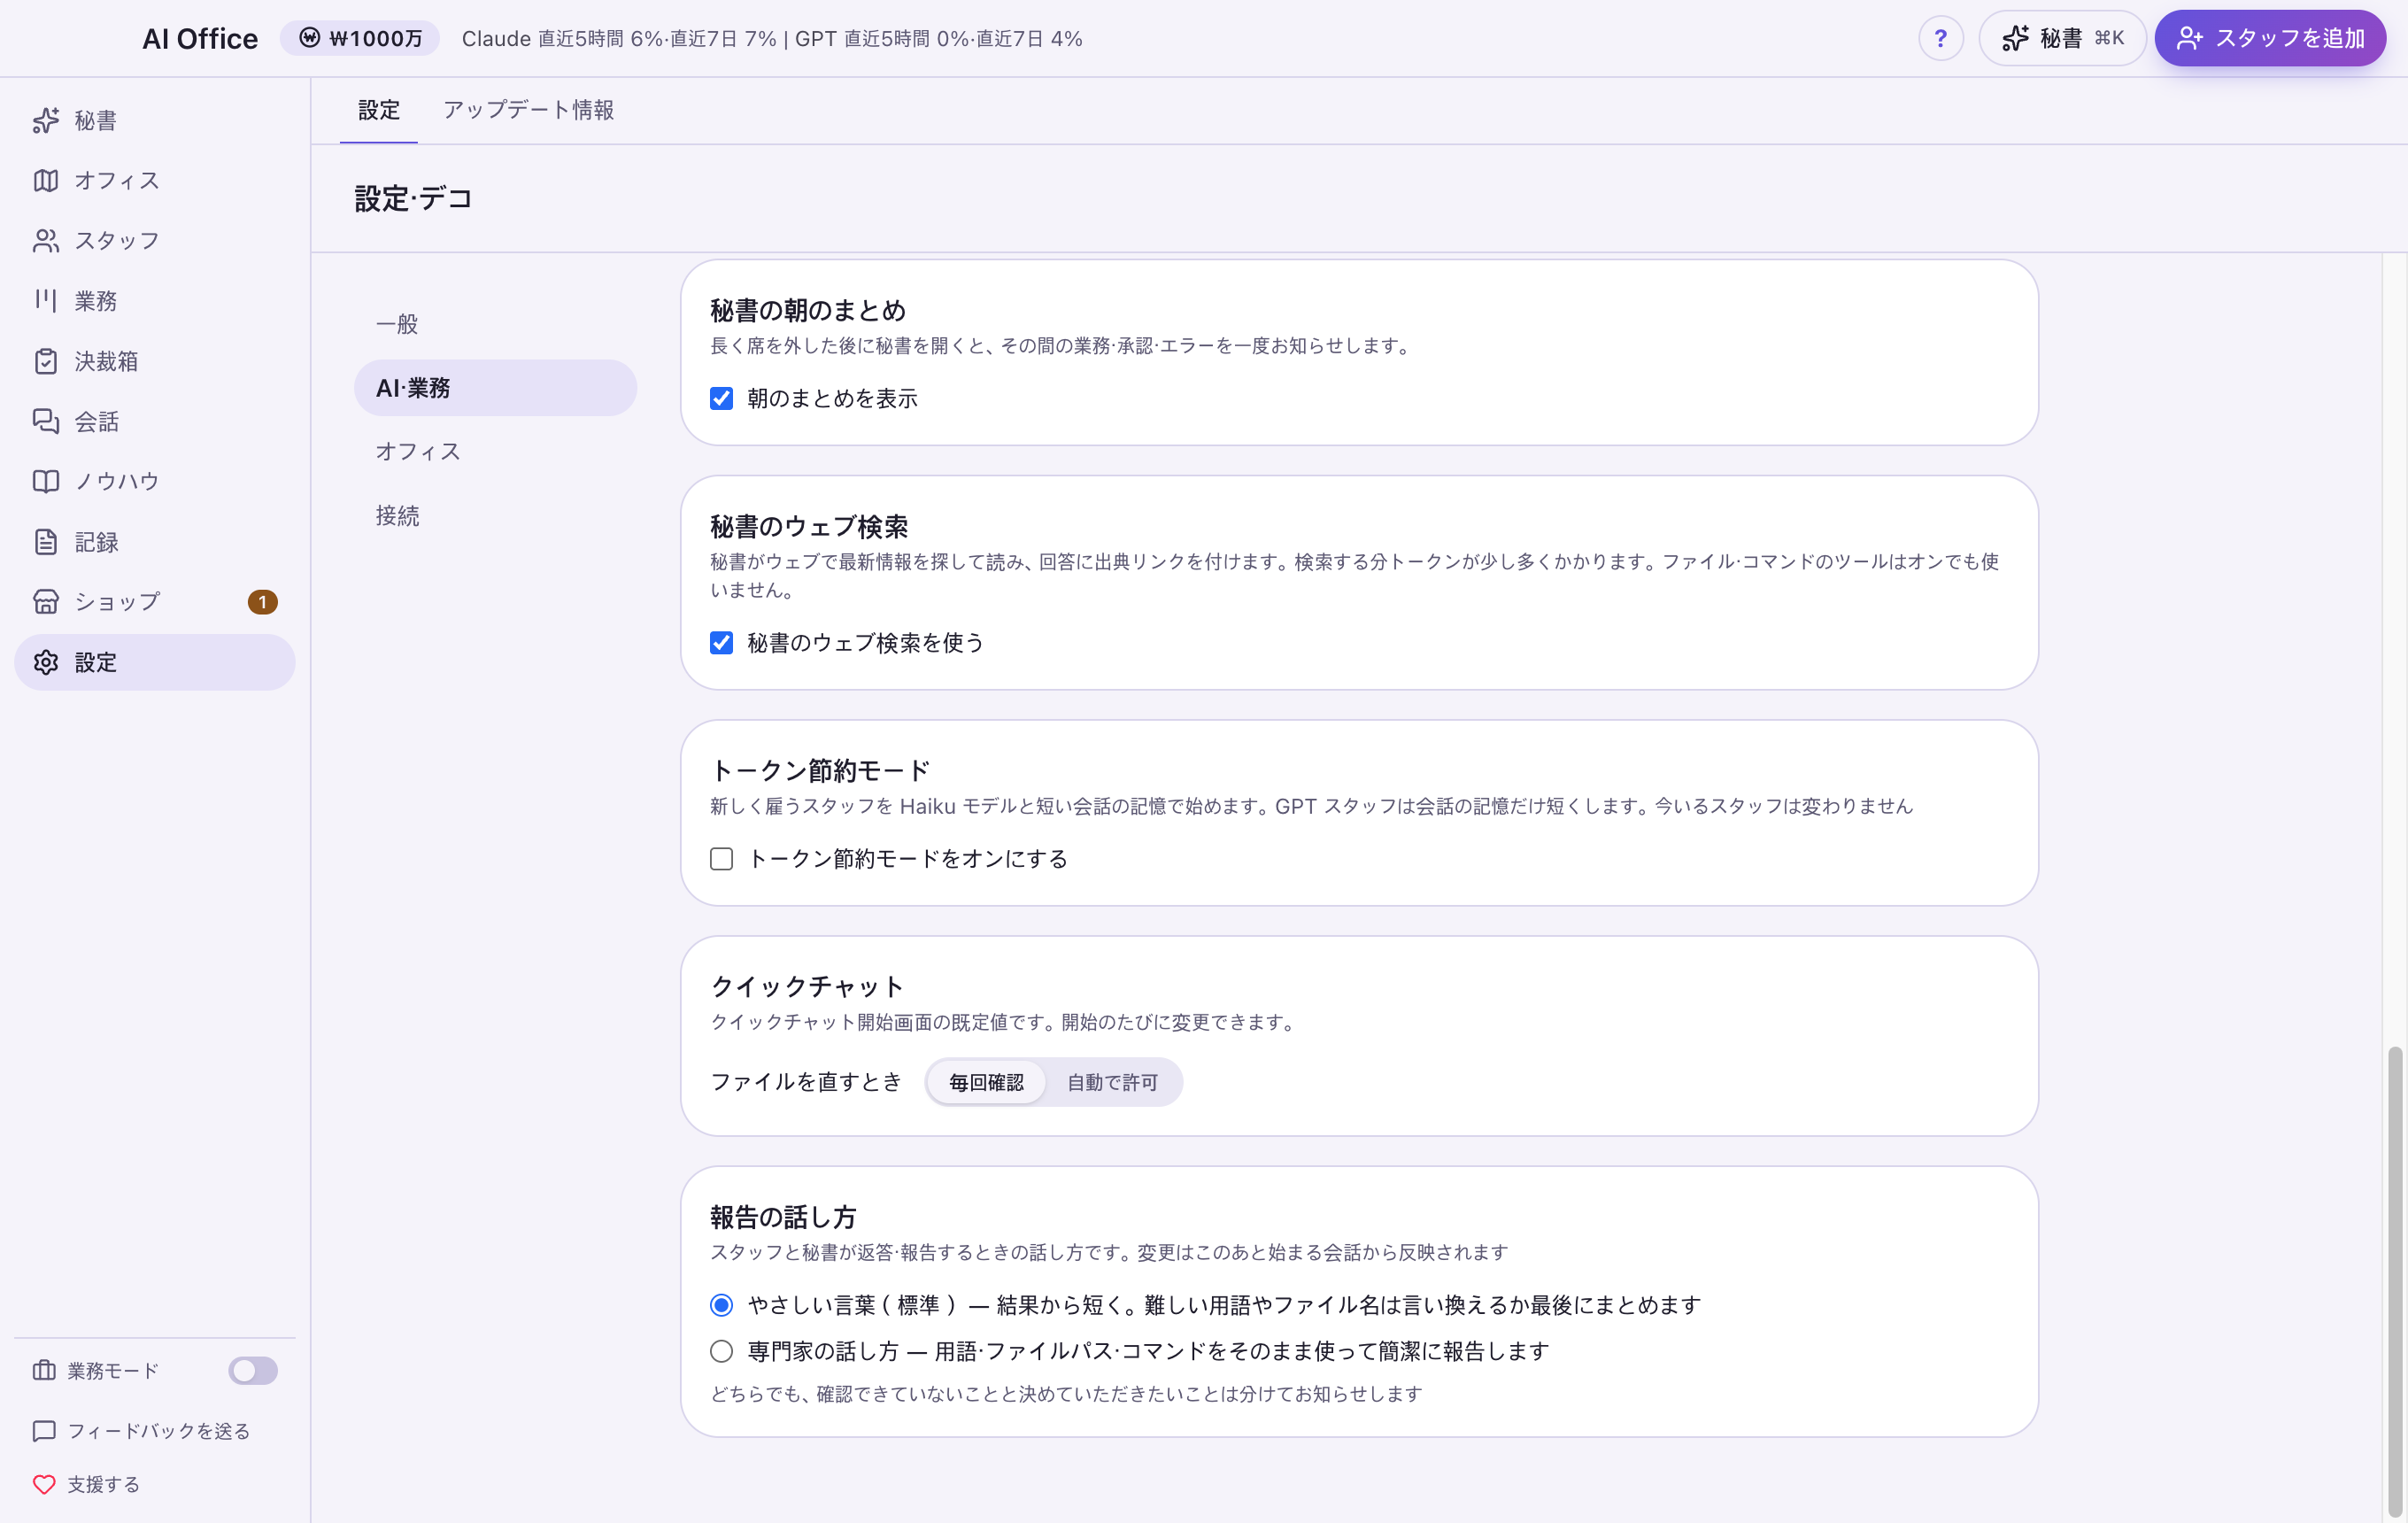 AI Office
₩1000万
Claude 直近5時間 6%·直近7日 7% | GPT 直近5時間 0%·直近7日 4%
?
秘書 ⌘K
スタッフを追加
秘書
オフィス
スタッフ
業務
決裁箱
会話
ノウハウ
記録
ショップ
1
設定
業務モード
フィードバックを送る
支援する
設定
アップデート情報
設定·デコ
一般
AI·業務
オフィス
接続
秘書の朝のまとめ
長く席を外した後に秘書を開くと、その間の業務·承認·エラーを一度お知らせします。
朝のまとめを表示
秘書のウェブ検索
秘書がウェブで最新情報を探して読み、回答に出典リンクを付けます。検索する分トークンが少し多くかかります。ファイル·コマンドのツールはオンでも使
いません。
秘書のウェブ検索を使う
トークン節約モード
新しく雇うスタッフを Haiku モデルと短い会話の記憶で始めます。GPT スタッフは会話の記憶だけ短くします。今いるスタッフは変わりません
トークン節約モードをオンにする
クイックチャット
クイックチャット開始画面の既定値です。開始のたびに変更できます。
ファイルを直すとき
毎回確認
自動で許可
報告の話し方
スタッフと秘書が返答·報告するときの話し方です。変更はこのあと始まる会話から反映されます
やさしい言葉 ( 標準 ) — 結果から短く。難しい用語やファイル名は言い換えるか最後にまとめます
専門家の話し方 — 用語·ファイルパス·コマンドをそのまま使って簡潔に報告します
どちらでも、確認できていないことと決めていただきたいことは分けてお知らせします